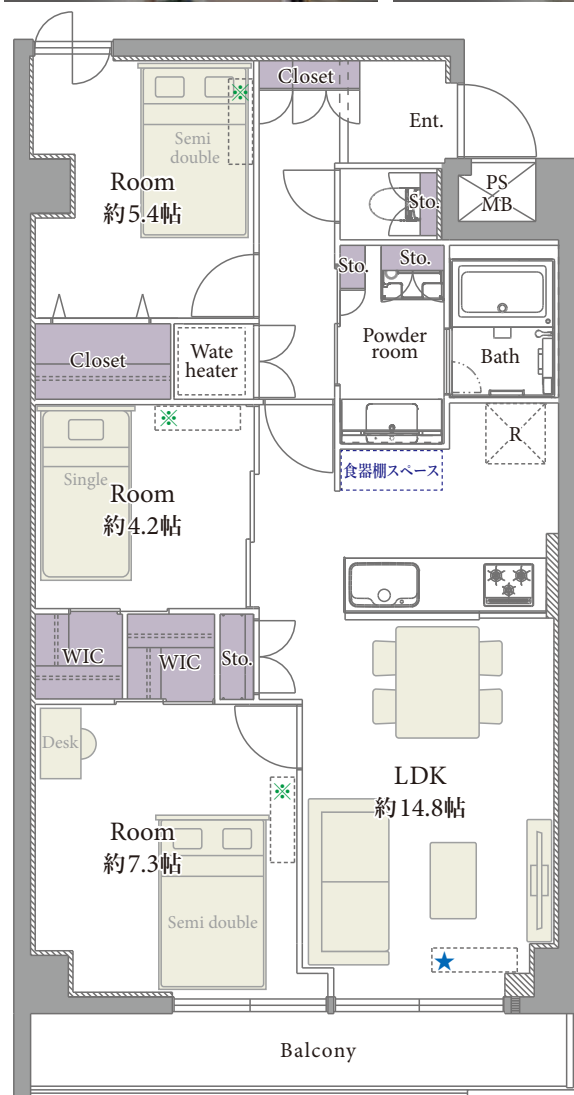 Closet
Ent.
※
Semi
double
Room
約5.4帖
Sto.
PS
MB
Sto.
Sto.
Powder
room
Bath
Closet
Wate
heater
※
R
食器棚スペース
Single
Room
約4.2帖
WIC
WIC
Sto.
Desk
LDK
約14.8帖
※
Room
約7.3帖
Semi double
★
Balcony